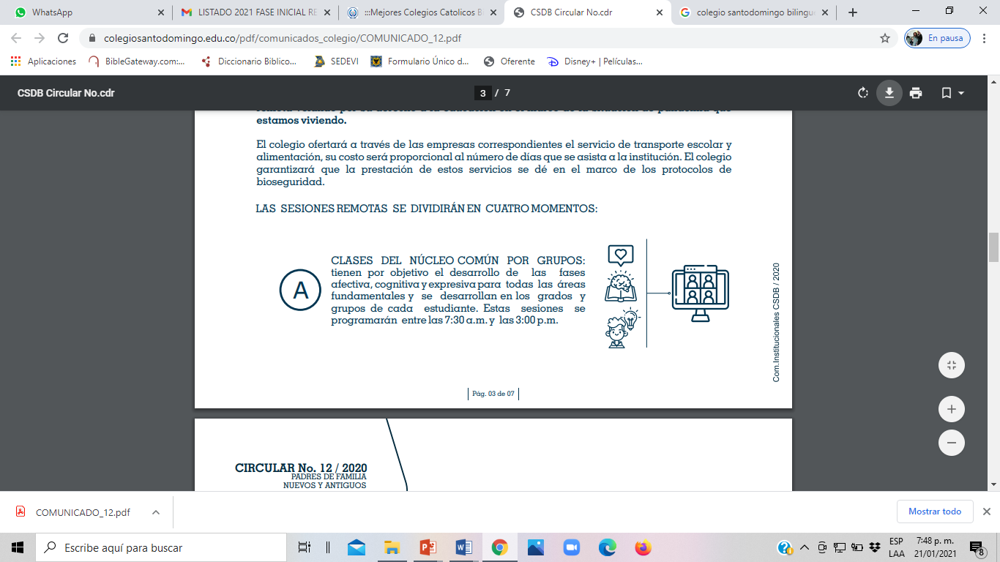 WhatsApp
LISTADO 2021 FASE INICIAL RE
:::Mejores Colegios Catolicos B
CSDB Circular No.cdr
colegio santodomingo bilingu
colegiosantodomingo.edu.co/pdf/comunicados_colegio/COMUNICADO_12.pdf
En pausa
Aplicaciones
BibleGateway.com:...
Diccionario Biblico...
SEDEVI
Formulario Único d...
Oferente
Disney+ | Películas...
CSDB Circular No.cdr
3 / 7
estamos viviendo.
El colegio ofertará a través de las empresas correspondientes el servicio de transporte escolar y
alimentación, su costo será proporcional al número de días que se asista a la institución. El colegio
garantizará que la prestación de estos servicios se dé en el marco de los protocolos de
bioseguridad.
LAS SESIONES REMOTAS SE DIVIDIRÁN EN CUATRO MOMENTOS:
A
CLASES DEL NÚCLEO COMÚN POR GRUPOS:
tienen por objetivo el desarrollo de las fases
afectiva, cognitiva y expresiva para todas las áreas
fundamentales y se desarrollan en los grados y
grupos de cada estudiante. Estas sesiones se
programarán entre las 7:30 a.m. y las 3:00 p.m.
Com.Institucionales CSDB / 2020
Pág. 03 de 07
CIRCULAR No. 12 / 2020
PADRES DE FAMILIA
NUEVOS Y ANTIGUOS
COMUNICADO_12.pdf
Mostrar todo
Escribe aquí para buscar
ESP
LAA
7:48 p. m.
21/01/2021
8